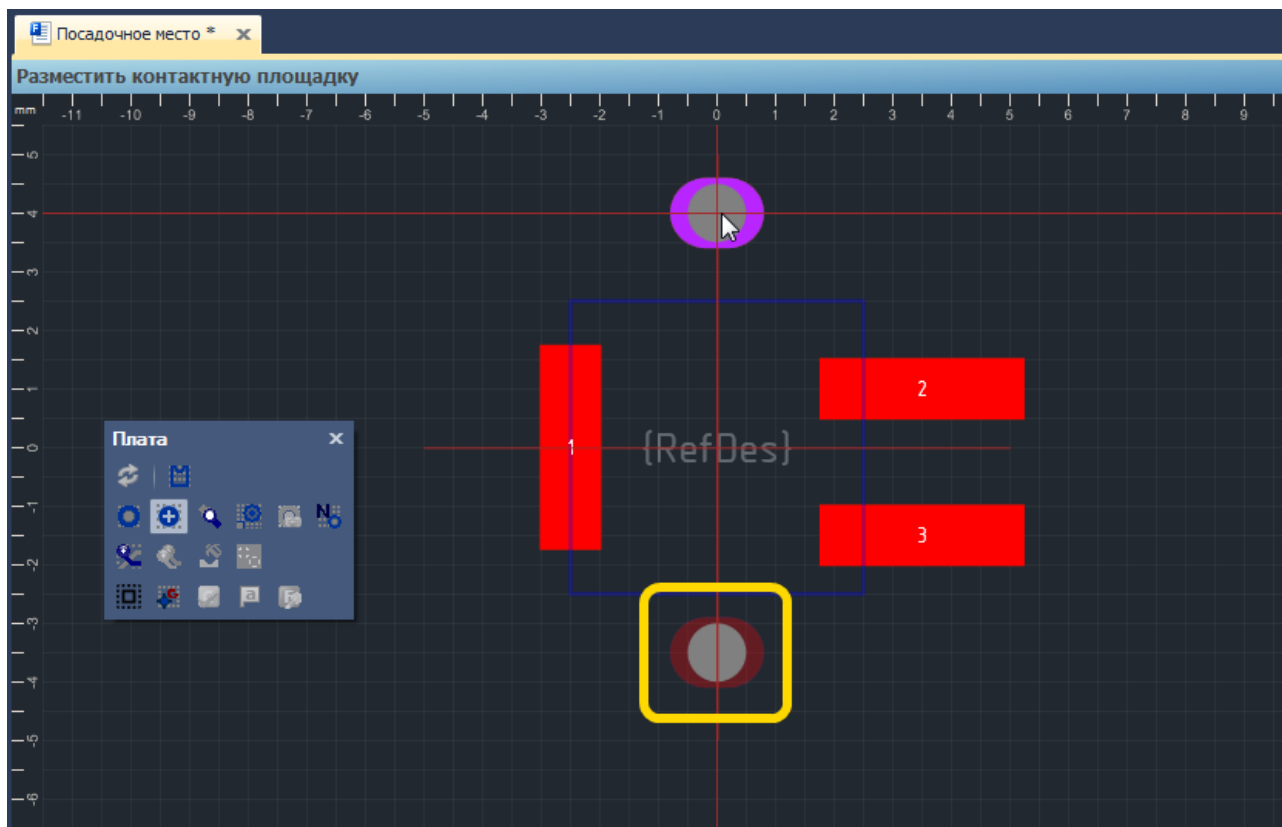 Посадочное место *
Разместить контактную площадку
mm -11 -10 -9 -8 -7 -6 -5 -4 -3 -2 -1 0 1 2 3 4 5 6 7 8 9
5
4
3
2
1
0
-1
-2
-3
-4
-5
-6
1
2
3
{RefDes}
Плата
N
G
a
F